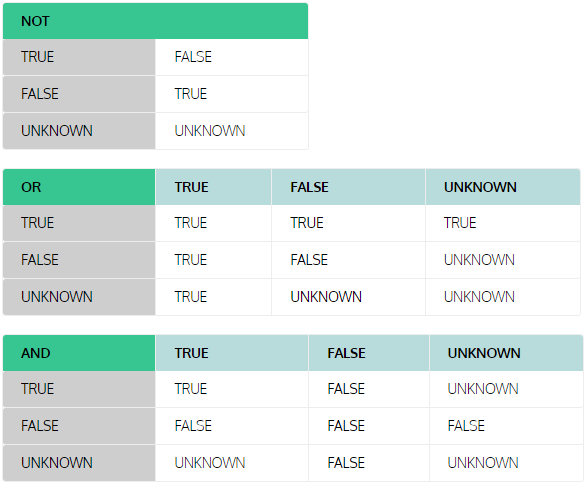 NOT
TRUE FALSE
FALSE TRUE
UNKNOWN UNKNOWN
OR TRUE FALSE UNKNOWN
TRUE TRUE TRUE TRUE
FALSE TRUE FALSE UNKNOWN
UNKNOWN TRUE UNKNOWN UNKNOWN
AND TRUE FALSE UNKNOWN
TRUE TRUE FALSE UNKNOWN
FALSE FALSE FALSE FALSE
UNKNOWN UNKNOWN FALSE UNKNOWN